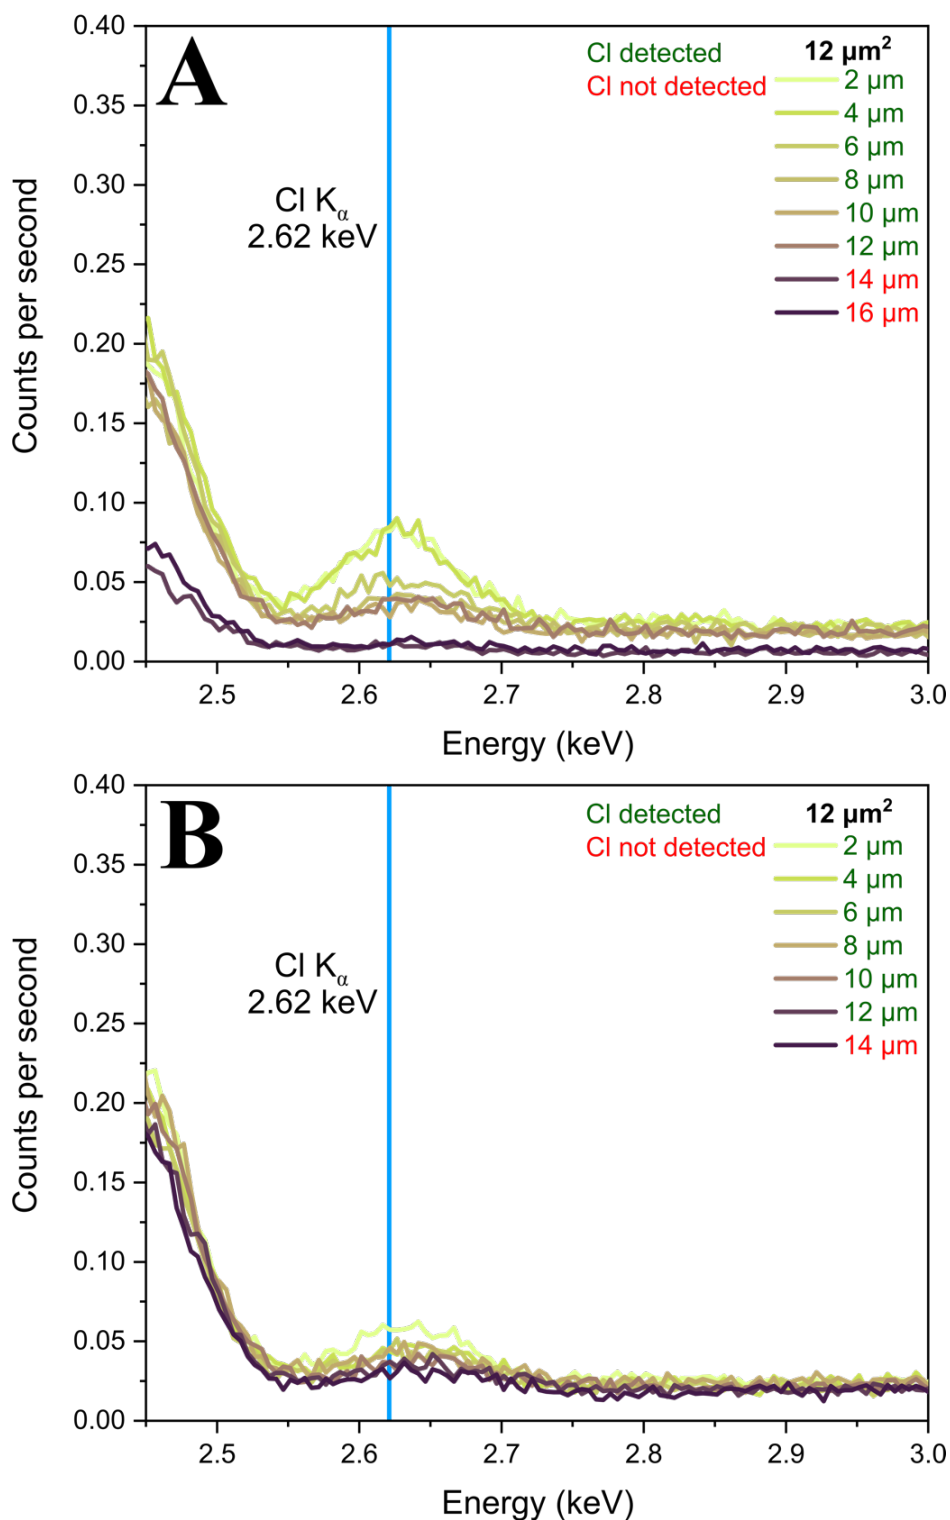 A
Cl detected
Cl not detected
12 µm²
2 µm
4 µm
6 µm
8 µm
10 µm
12 µm
14 µm
16 µm
Cl Kα
2.62 keV
Counts per second
0.40
0.35
0.30
0.25
0.20
0.15
0.10
0.05
0.00
2.5
2.6
2.7
2.8
2.9
3.0
Energy (keV)
B
Cl detected
Cl not detected
12 µm²
2 µm
4 µm
6 µm
8 µm
10 µm
12 µm
14 µm
Cl Kα
2.62 keV
Counts per second
0.40
0.35
0.30
0.25
0.20
0.15
0.10
0.05
0.00
2.5
2.6
2.7
2.8
2.9
3.0
Energy (keV)